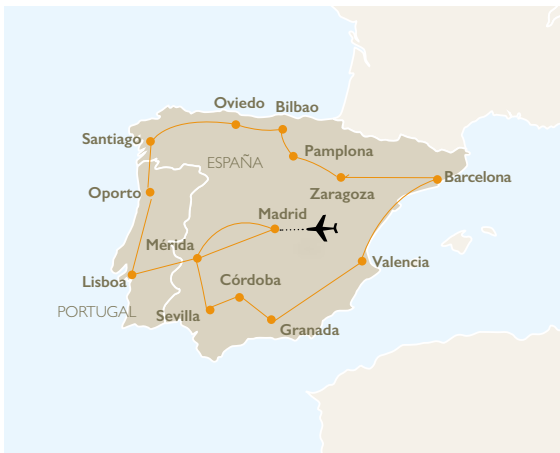 Oviedo
Bilbao
Santiago
Pamplona
ESPAÑA
Barcelona
Zaragoza
Oporto
Madrid
Mérida
Valencia
Lisboa
Córdoba
PORTUGAL
Sevilla
Granada